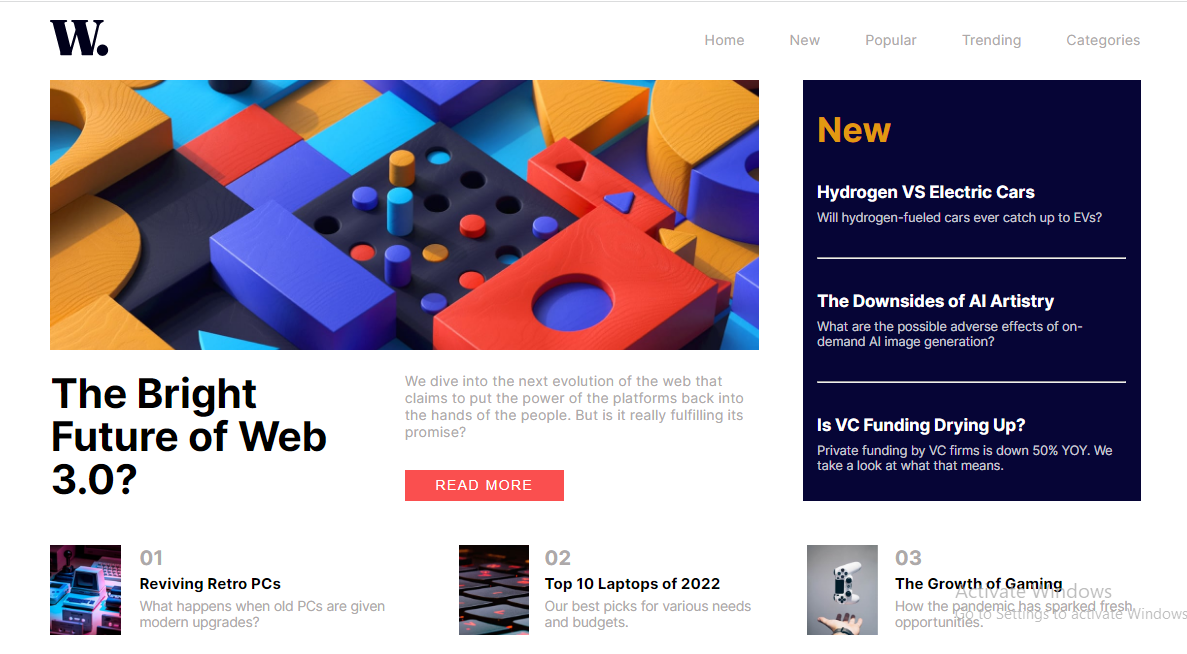 W.
Home New Popular Trending Categories
The Bright
Future of Web
3.0?
We dive into the next evolution of the web that
claims to put the power of the platforms back into
the hands of the people. But is it really fulfilling its
promise?
READ MORE
New
Hydrogen VS Electric Cars
Will hydrogen-fueled cars ever catch up to EVs?
The Downsides of AI Artistry
What are the possible adverse effects of on-
demand AI image generation?
Is VC Funding Drying Up?
Private funding by VC firms is down 50% YOY. We
take a look at what that means.
01
Reviving Retro PCs
What happens when old PCs are given
modern upgrades?
02
Top 10 Laptops of 2022
Our best picks for various needs
and budgets.
03
The Growth of Gaming
How the pandemic has sparked fresh
opportunities.
Activate Windows
Go to Settings to activate Windows